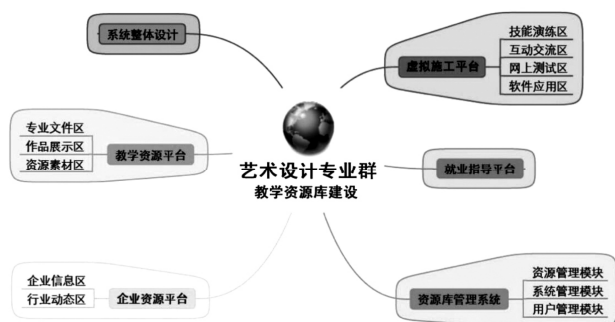 系统整体设计
技能演练区
互动交流区
虚拟施工平台
网上测试区
软件应用区
专业文件区
作品展示区
教学资源平台
资源素材区
艺术设计专业群
教学资源库建设
就业指导平台
企业信息区
行业动态区
企业资源平台
资源管理模块
系统管理模块
资源库管理系统
用户管理模块